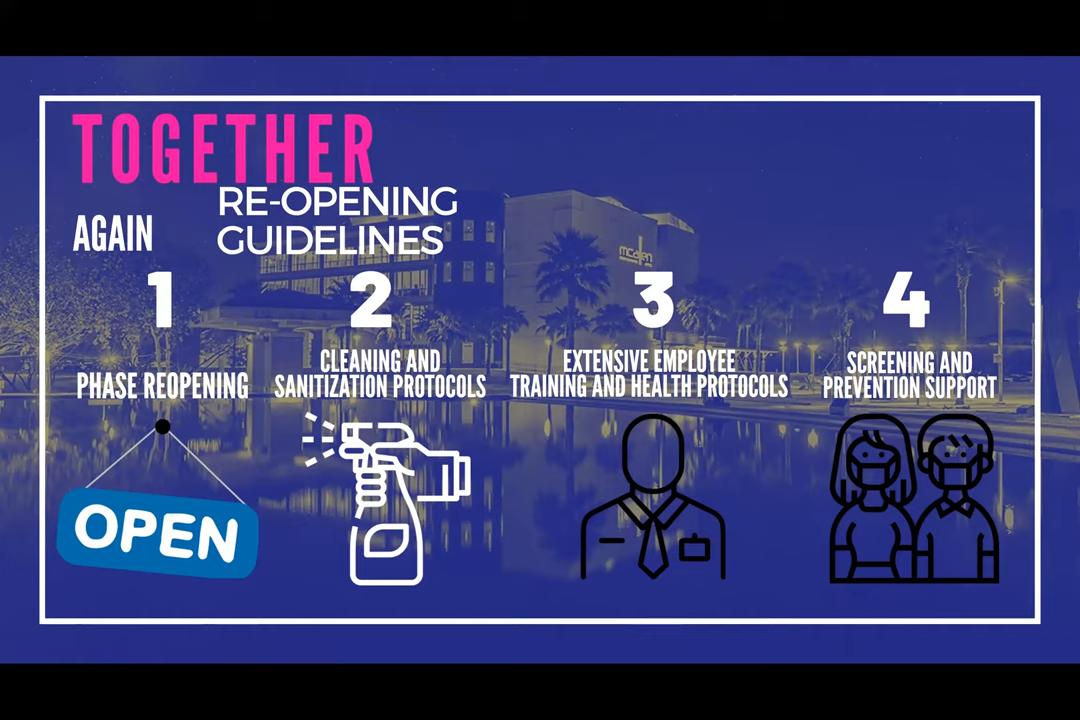 TOGETHER
AGAIN
RE-OPENING
GUIDELINES
1
PHASE REOPENING
OPEN
2
CLEANING AND
SANITIZATION PROTOCOLS
3
EXTENSIVE EMPLOYEE
TRAINING AND HEALTH PROTOCOLS
4
SCREENING AND
PREVENTION SUPPORT
mcallen